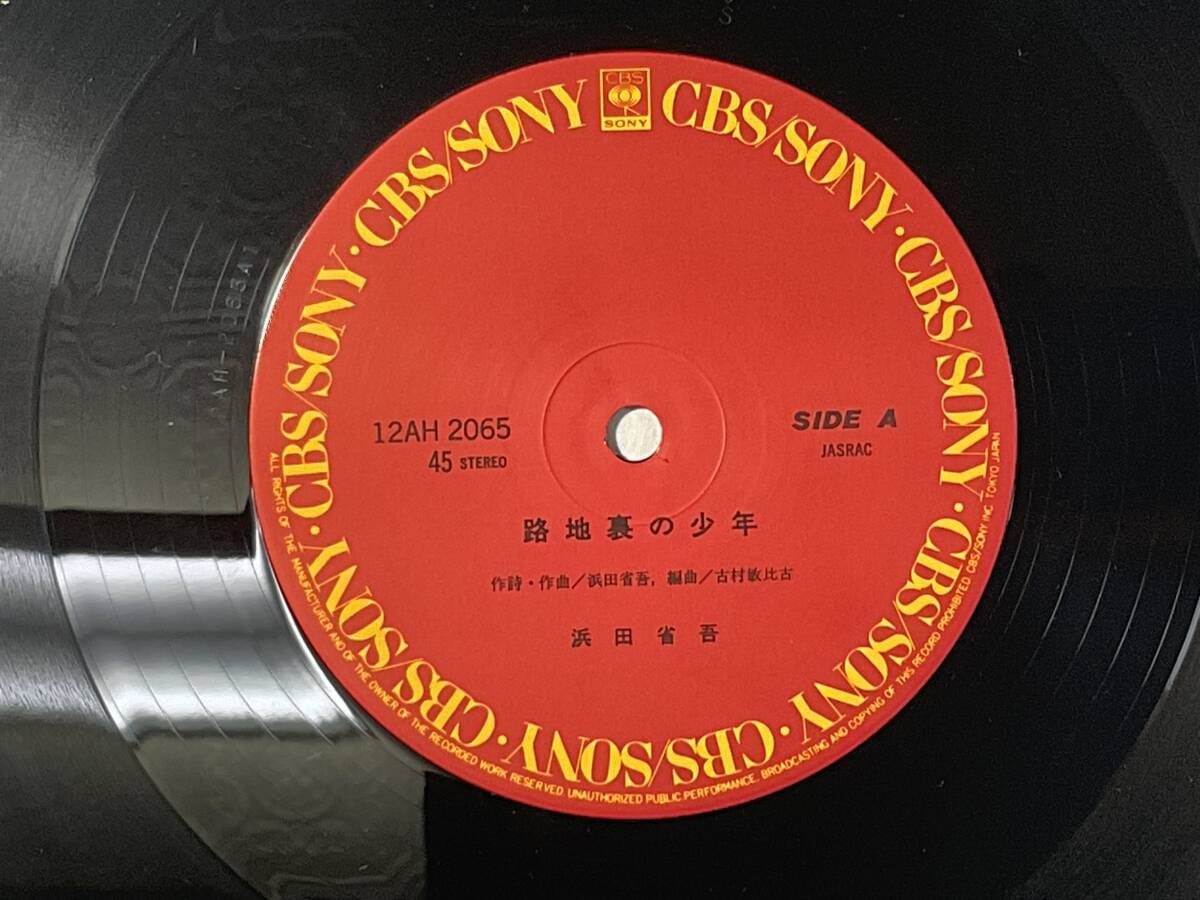 CBS
SONY
CBS/SONY · CBS/SONY · CBS/SONY · CBS/SONY · CBS/SONY · CBS/SONY · CBS/SONY · CBS/SONY
12AH 2065
45 STEREO
SIDE A
JASRAC
路地裏の少年
作詩・作曲/浜田省吾, 編曲/古村敏比古
浜田省吾
ALL RIGHTS OF THE MANUFACTURER AND OF THE OWNER OF THE RECORDED WORK RESERVED. UNAUTHORIZED PUBLIC PERFORMANCE, BROADCASTING AND COPYING OF THIS RECORD PROHIBITED. CBS/SONY INC. TOKYO JAPAN
S